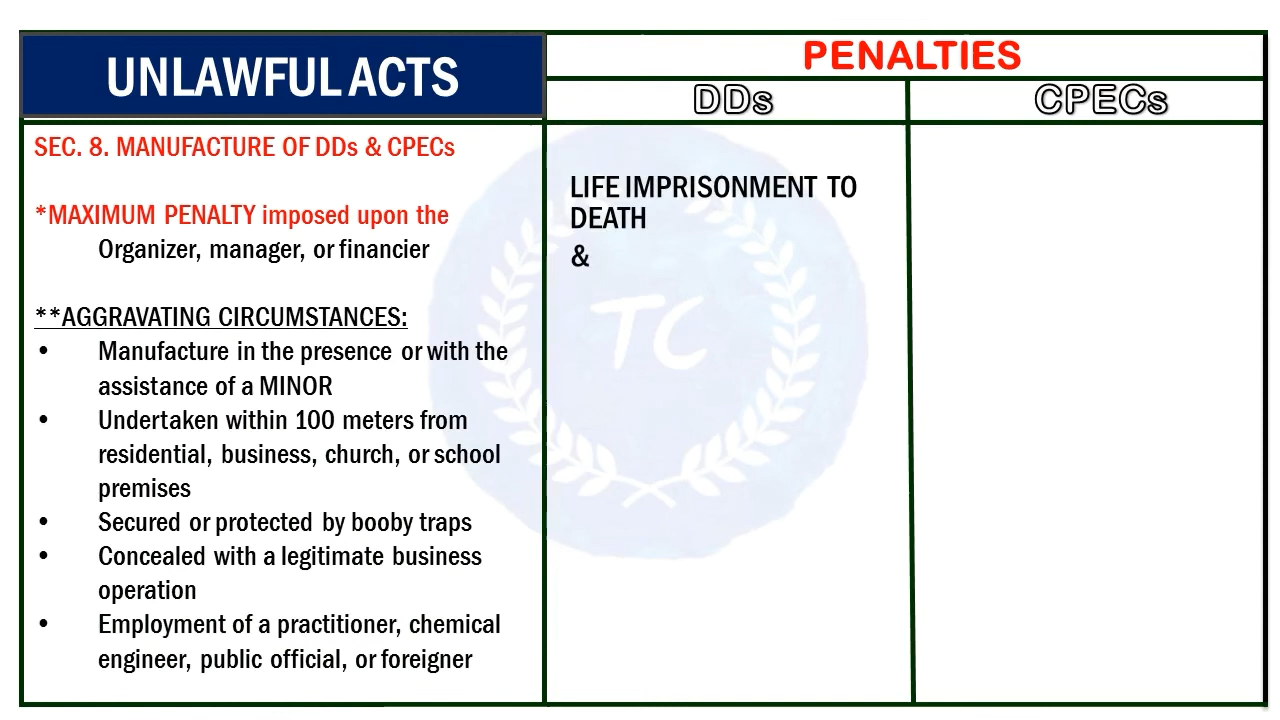 UNLAWFUL ACTS
PENALTIES
DDs
CPECs
SEC. 8. MANUFACTURE OF DDs & CPECs
*MAXIMUM PENALTY imposed upon the
Organizer, manager, or financier
**AGGRAVATING CIRCUMSTANCES:
• Manufacture in the presence or with the
assistance of a MINOR
• Undertaken within 100 meters from
residential, business, church, or school
premises
• Secured or protected by booby traps
• Concealed with a legitimate business
operation
• Employment of a practitioner, chemical
engineer, public official, or foreigner
LIFE IMPRISONMENT TO
DEATH
&
TC